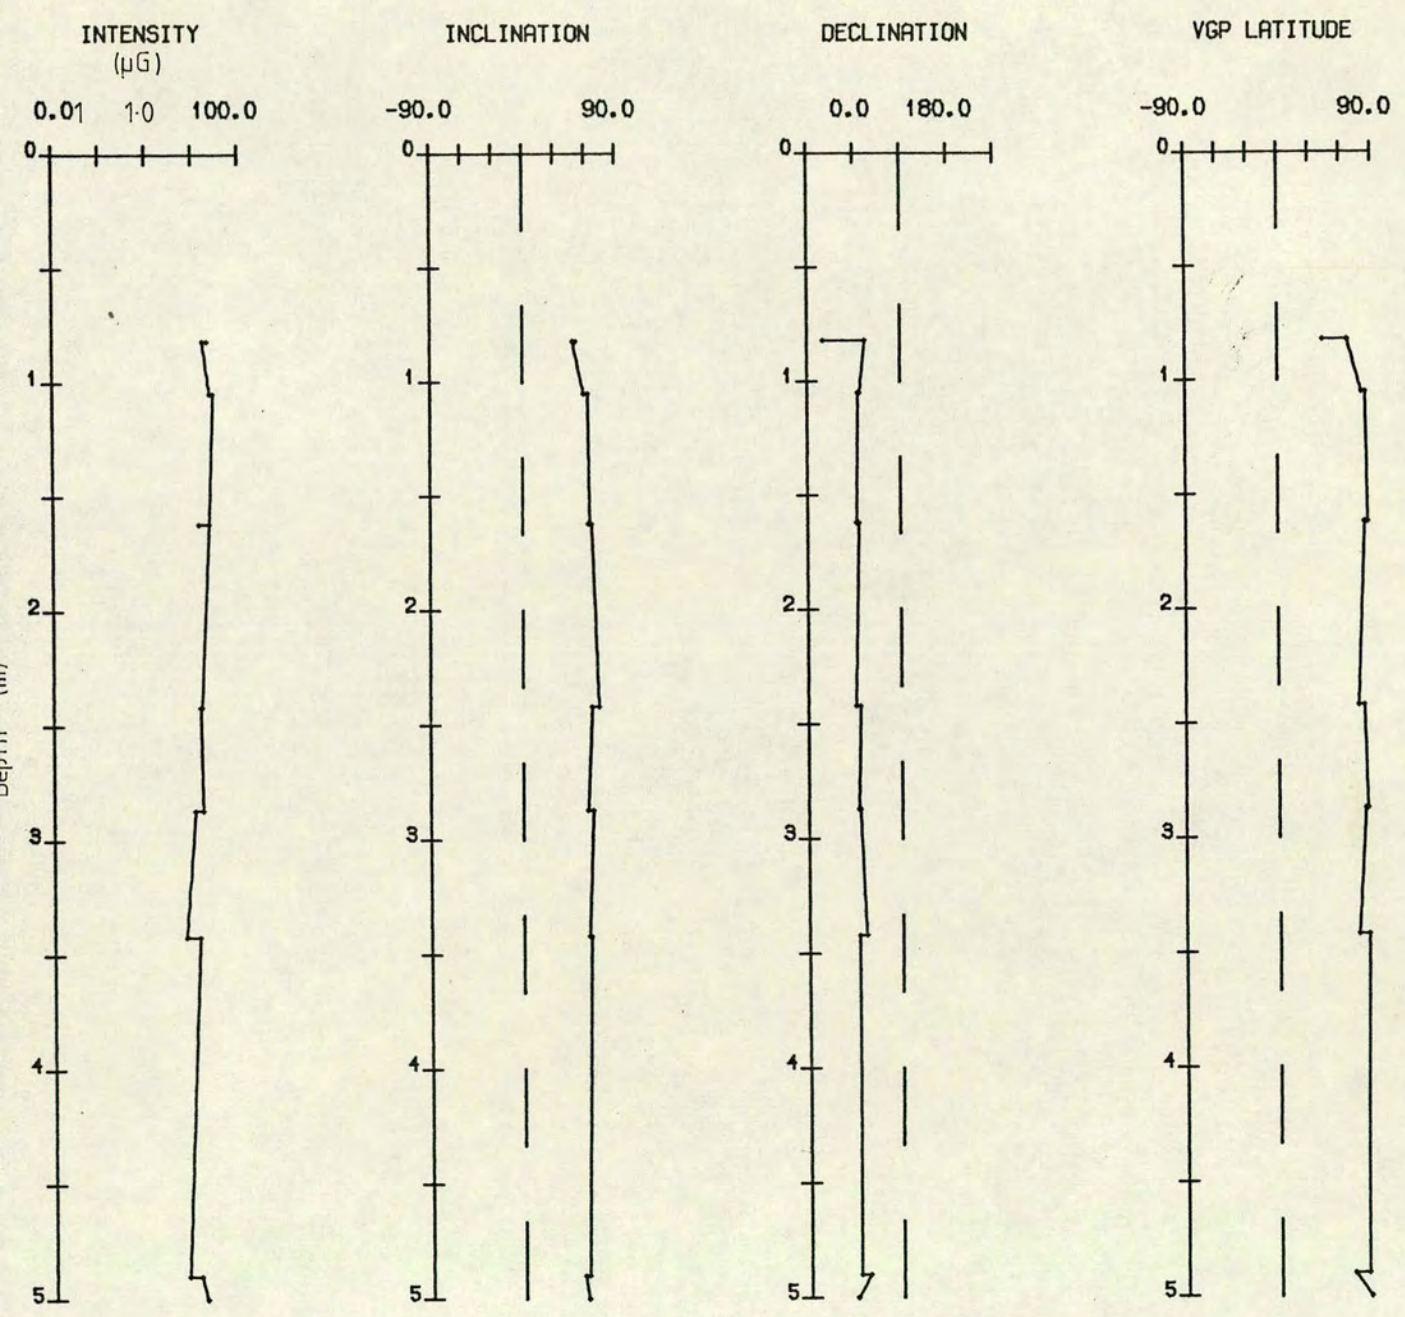 INTENSITY INCLINATION DECLINATION VGP LATITUDE
(μG)
0.01 1·0 100.0 -90.0 90.0 0.0 180.0 -90.0 90.0
0 0 0 0
1 1 1 1
2 2 2 2
Depth (m)
3 3 3 3
4 4 4 4
5 5 5 5